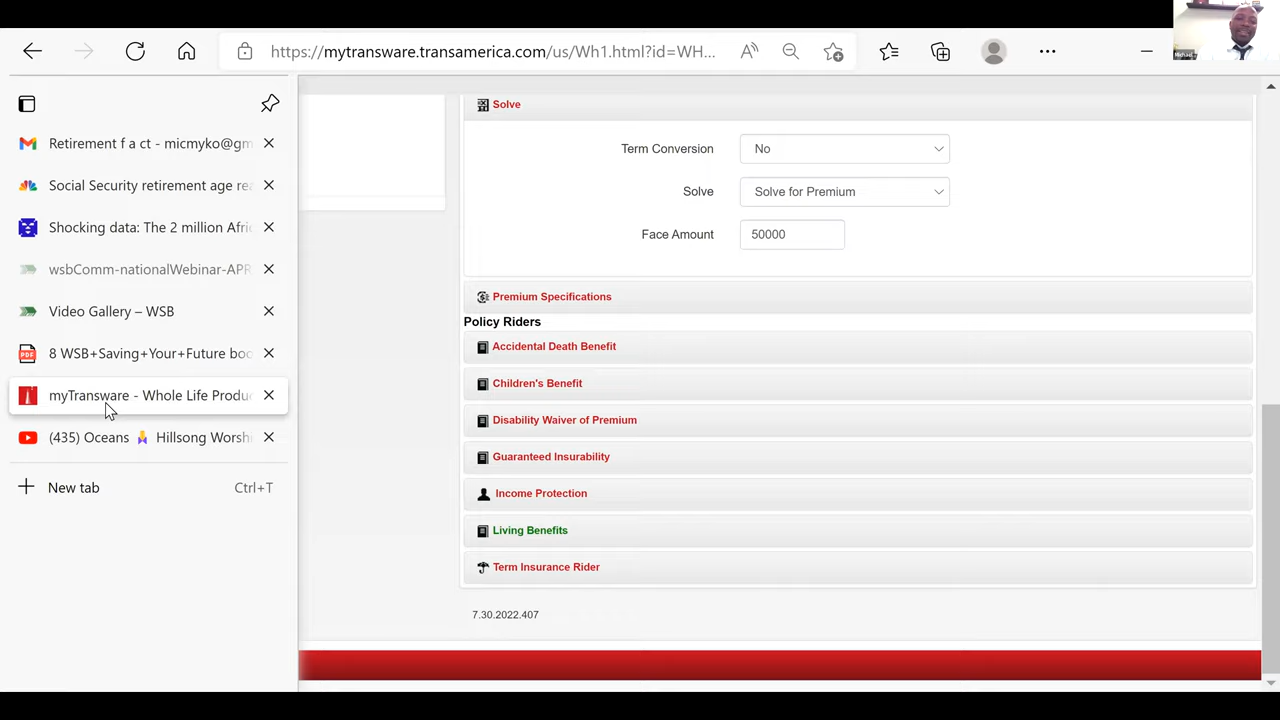 https://mytransware.transamerica.com/us/Wh1.html?id=WH...
Retirement f a ct - micmyko@gm
Social Security retirement age rea
Shocking data: The 2 million Afri
wsbComm-nationalWebinar-APR
Video Gallery – WSB
8 WSB+Saving+Your+Future boo
myTransware - Whole Life Produ
(435) Oceans 🙏 Hillsong Worshi
New tab
Ctrl+T
Solve
Term Conversion
No
Solve
Solve for Premium
Face Amount
50000
Premium Specifications
Policy Riders
Accidental Death Benefit
Children's Benefit
Disability Waiver of Premium
Guaranteed Insurability
Income Protection
Living Benefits
Term Insurance Rider
7.30.2022.407